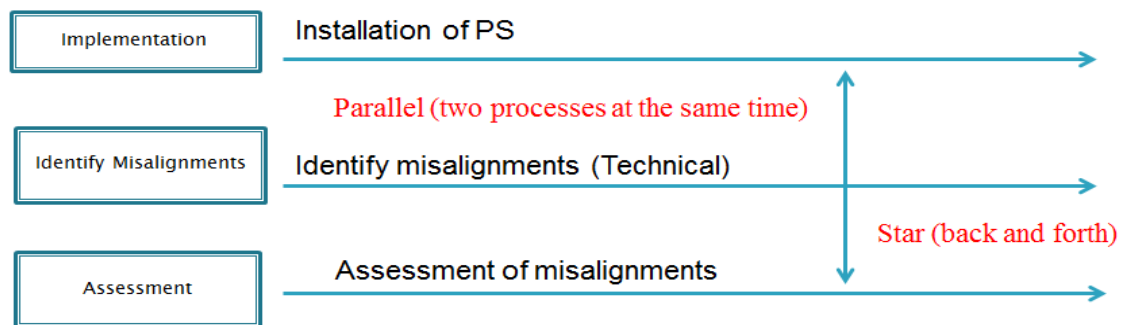 Implementation
Installation of PS
Parallel (two processes at the same time)
Identify Misalignments
Identify misalignments (Technical)
Star (back and forth)
Assessment
Assessment of misalignments